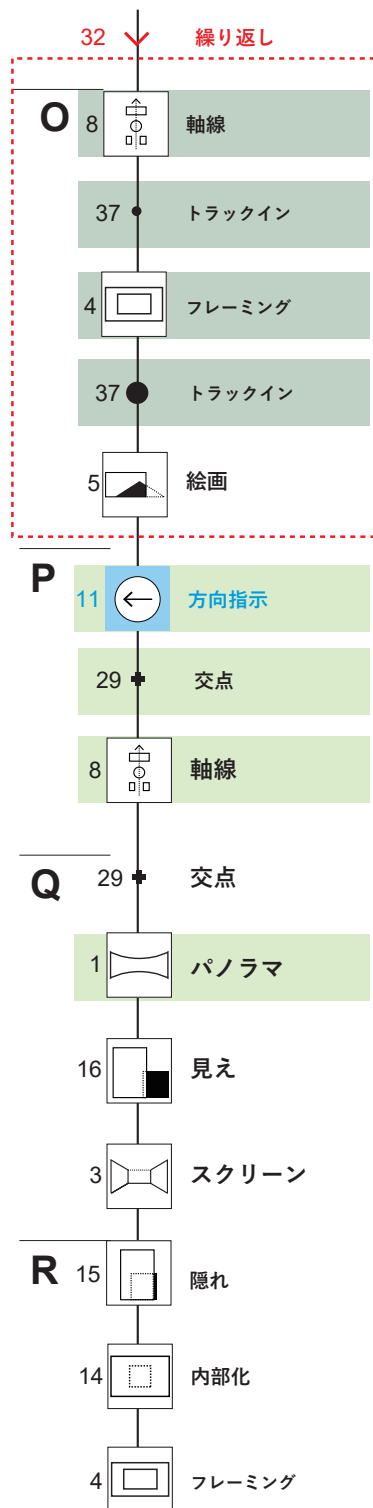 32 繰り返し
O 8 軸線
37 トラックイン
4 フレーミング
37 トラックイン
5 絵画
P 11 方向指示
29 交点
8 軸線
Q 29 交点
1 パノラマ
16 見え
3 スクリーン
R 15 隠れ
14 内部化
4 フレーミング